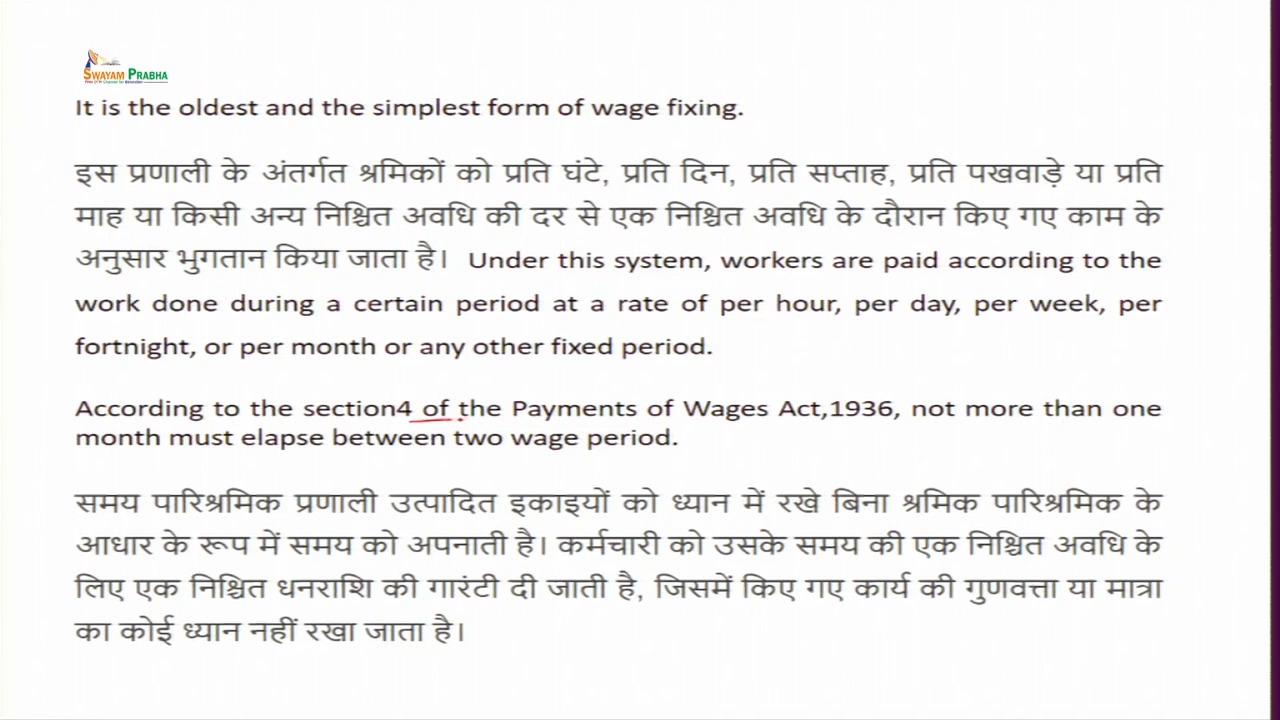 SWAYAM PRABHA
It is the oldest and the simplest form of wage fixing.
इस प्रणाली के अंतर्गत श्रमिकों को प्रति घंटे, प्रति दिन, प्रति सप्ताह, प्रति पखवाड़े या प्रति
माह या किसी अन्य निश्चित अवधि की दर से एक निश्चित अवधि के दौरान किए गए काम के
अनुसार भुगतान किया जाता है। Under this system, workers are paid according to the
work done during a certain period at a rate of per hour, per day, per week, per
fortnight, or per month or any other fixed period.
According to the section4 of the Payments of Wages Act,1936, not more than one
month must elapse between two wage period.
समय पारिश्रमिक प्रणाली उत्पादित इकाइयों को ध्यान में रखे बिना श्रमिक पारिश्रमिक के
आधार के रूप में समय को अपनाती है। कर्मचारी को उसके समय की एक निश्चित अवधि के
लिए एक निश्चित धनराशि की गारंटी दी जाती है, जिसमें किए गए कार्य की गुणवत्ता या मात्रा
का कोई ध्यान नहीं रखा जाता है।